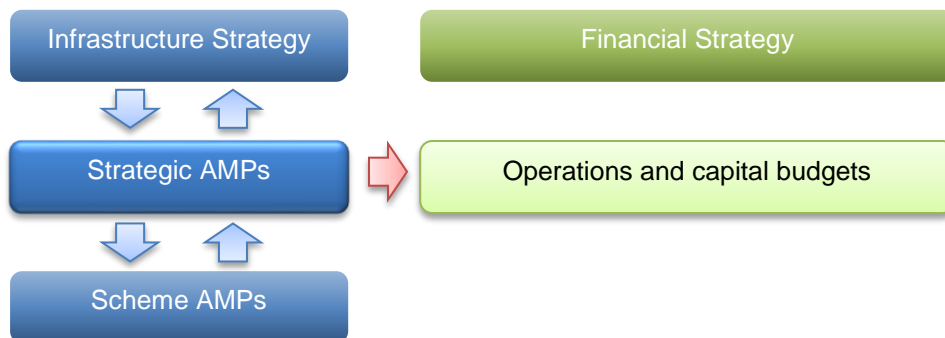 Infrastructure Strategy
Financial Strategy
Strategic AMPs
Operations and capital budgets
Scheme AMPs